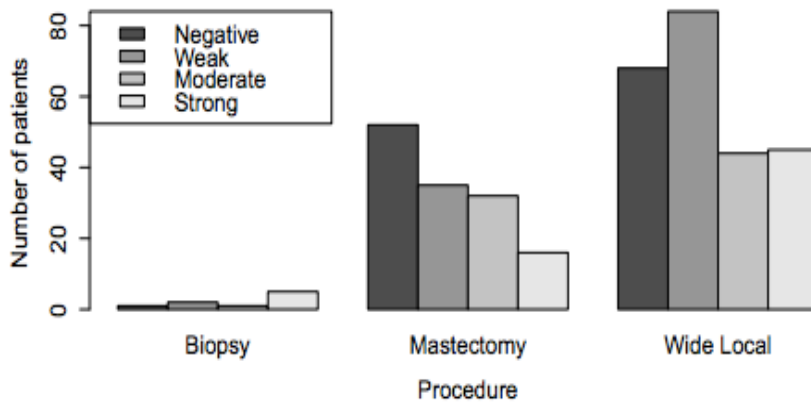 Number of patients
80
60
40
20
0
Negative
Weak
Moderate
Strong
Biopsy
Mastectomy
Wide Local
Procedure